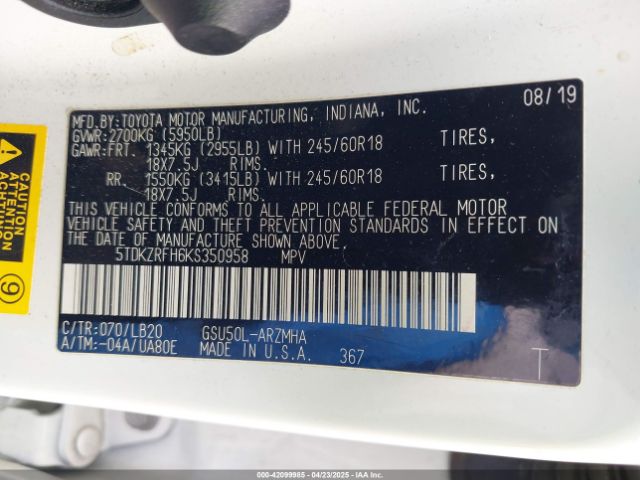 MFD.BY:TOYOTA MOTOR MANUFACTURING, INDIANA, INC. 08/19
GVWR:2700KG (5950LB)
GAWR:FRT. 1345KG (2955LB) WITH 245/60R18 TIRES,
18X7.5J RIMS.
RR. 1550KG (3415LB) WITH 245/60R18 TIRES,
18X7.5J RIMS.
THIS VEHICLE CONFORMS TO ALL APPLICABLE FEDERAL MOTOR
VEHICLE SAFETY AND THEFT PREVENTION STANDARDS IN EFFECT ON
THE DATE OF MANUFACTURE SHOWN ABOVE.
5TDKZRFH6KS350958 MPV
C/TR:070/LB20 GSU50L-ARZMHA
A/TM:-04A/UA80E MADE IN U.S.A. 367 T
CAUTION
ATTENTION
ACHTUNG
9
000-42099985 - 04/23/2025 - IAAI.COM